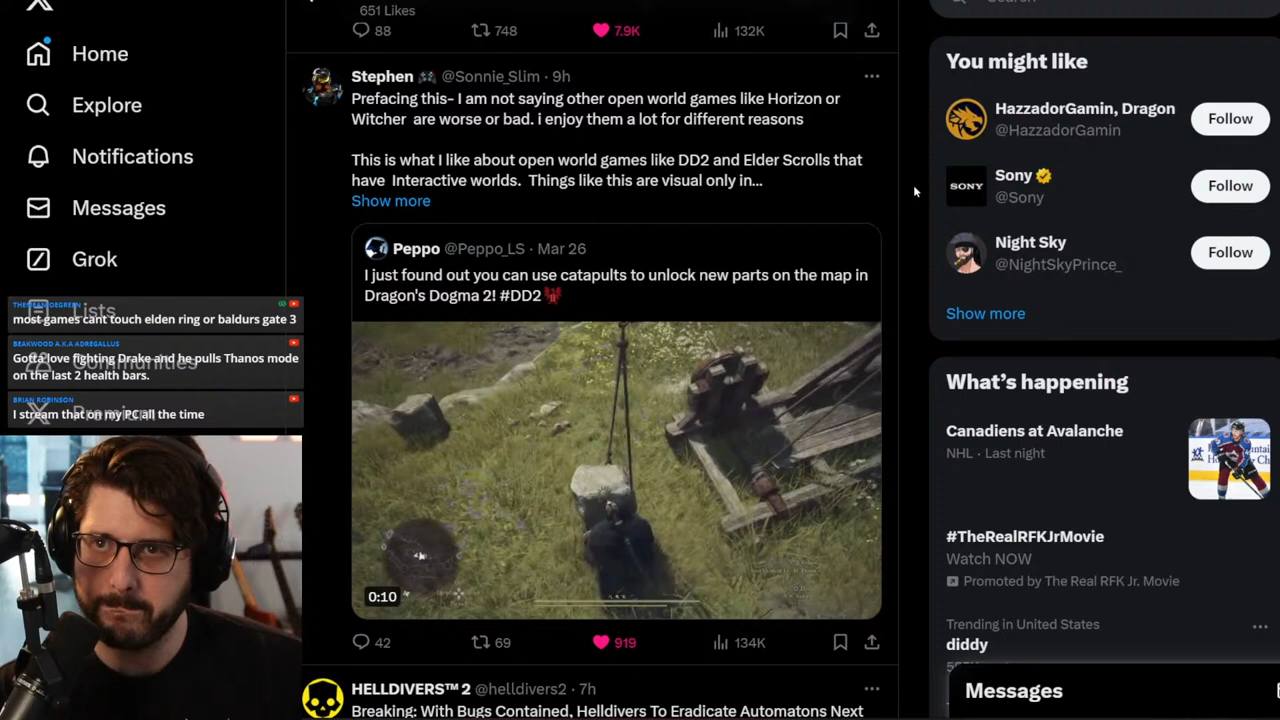 651 Likes
88
748
7.9K
132K
Home
Explore
Notifications
Messages
Grok
Lists
Communities
Premium
Stephen 🎮 @Sonnie_Slim · 9h
Prefacing this- I am not saying other open world games like Horizon or
Witcher are worse or bad. i enjoy them a lot for different reasons
This is what I like about open world games like DD2 and Elder Scrolls that
have Interactive worlds. Things like this are visual only in...
Show more
Peppo @Peppo_LS · Mar 26
I just found out you can use catapults to unlock new parts on the map in
Dragon's Dogma 2! #DD2
0:10
42
69
919
134K
HELLDIVERS™ 2 @helldivers2 · 7h
Breaking: With Bugs Contained, Helldivers To Eradicate Automatons Next
most games cant touch elden ring or baldurs gate 3
BEAKWOOD A.K.A ADREGALLUS
Gotta love fighting Drake and he pulls Thanos mode
on the last 2 health bars.
BRIAN ROBINSON
I stream that on my PC all the time
Search
You might like
HazzadorGamin, Dragon
@HazzadorGamin
Follow
SONY
Sony
@Sony
Follow
Night Sky
@NightSkyPrince_
Follow
Show more
What's happening
Canadiens at Avalanche
NHL · Last night
#TheRealRFKJrMovie
Watch NOW
Promoted by The Real RFK Jr. Movie
Trending in United States
diddy
Messages